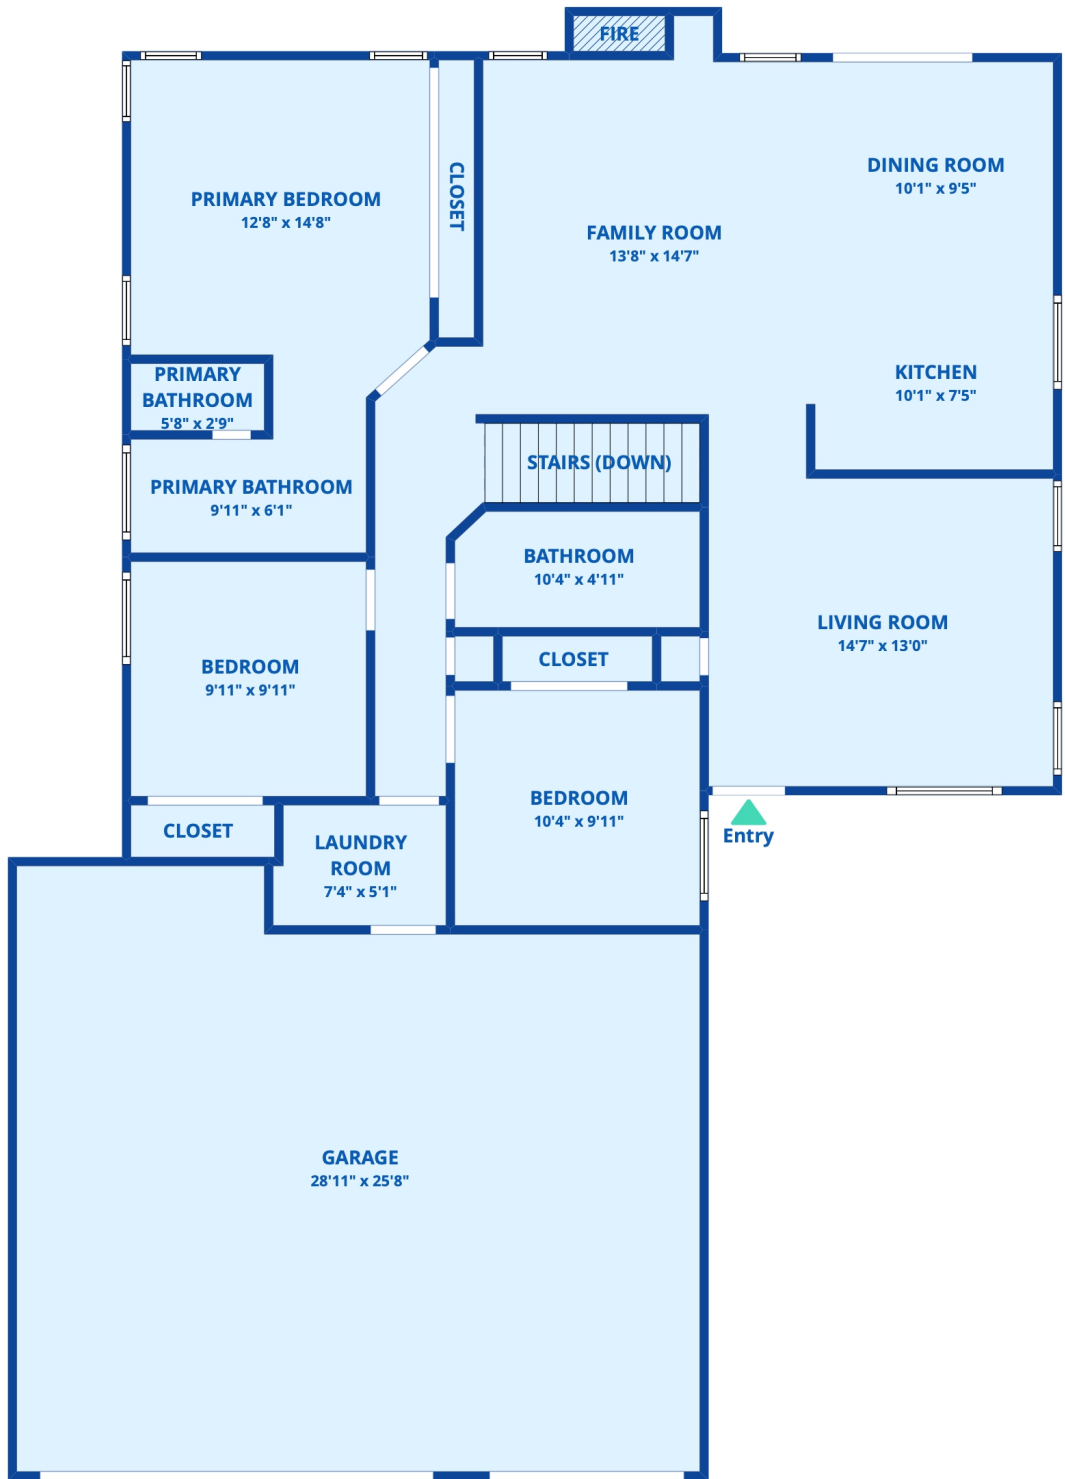 FIRE
PRIMARY BEDROOM
12'8" x 14'8"
CLOSET
FAMILY ROOM
13'8" x 14'7"
DINING ROOM
10'1" x 9'5"
KITCHEN
10'1" x 7'5"
PRIMARY
BATHROOM
5'8" x 2'9"
PRIMARY BATHROOM
9'11" x 6'1"
STAIRS (DOWN)
BATHROOM
10'4" x 4'11"
LIVING ROOM
14'7" x 13'0"
BEDROOM
9'11" x 9'11"
CLOSET
BEDROOM
10'4" x 9'11"
CLOSET
LAUNDRY
ROOM
7'4" x 5'1"
Entry
GARAGE
28'11" x 25'8"